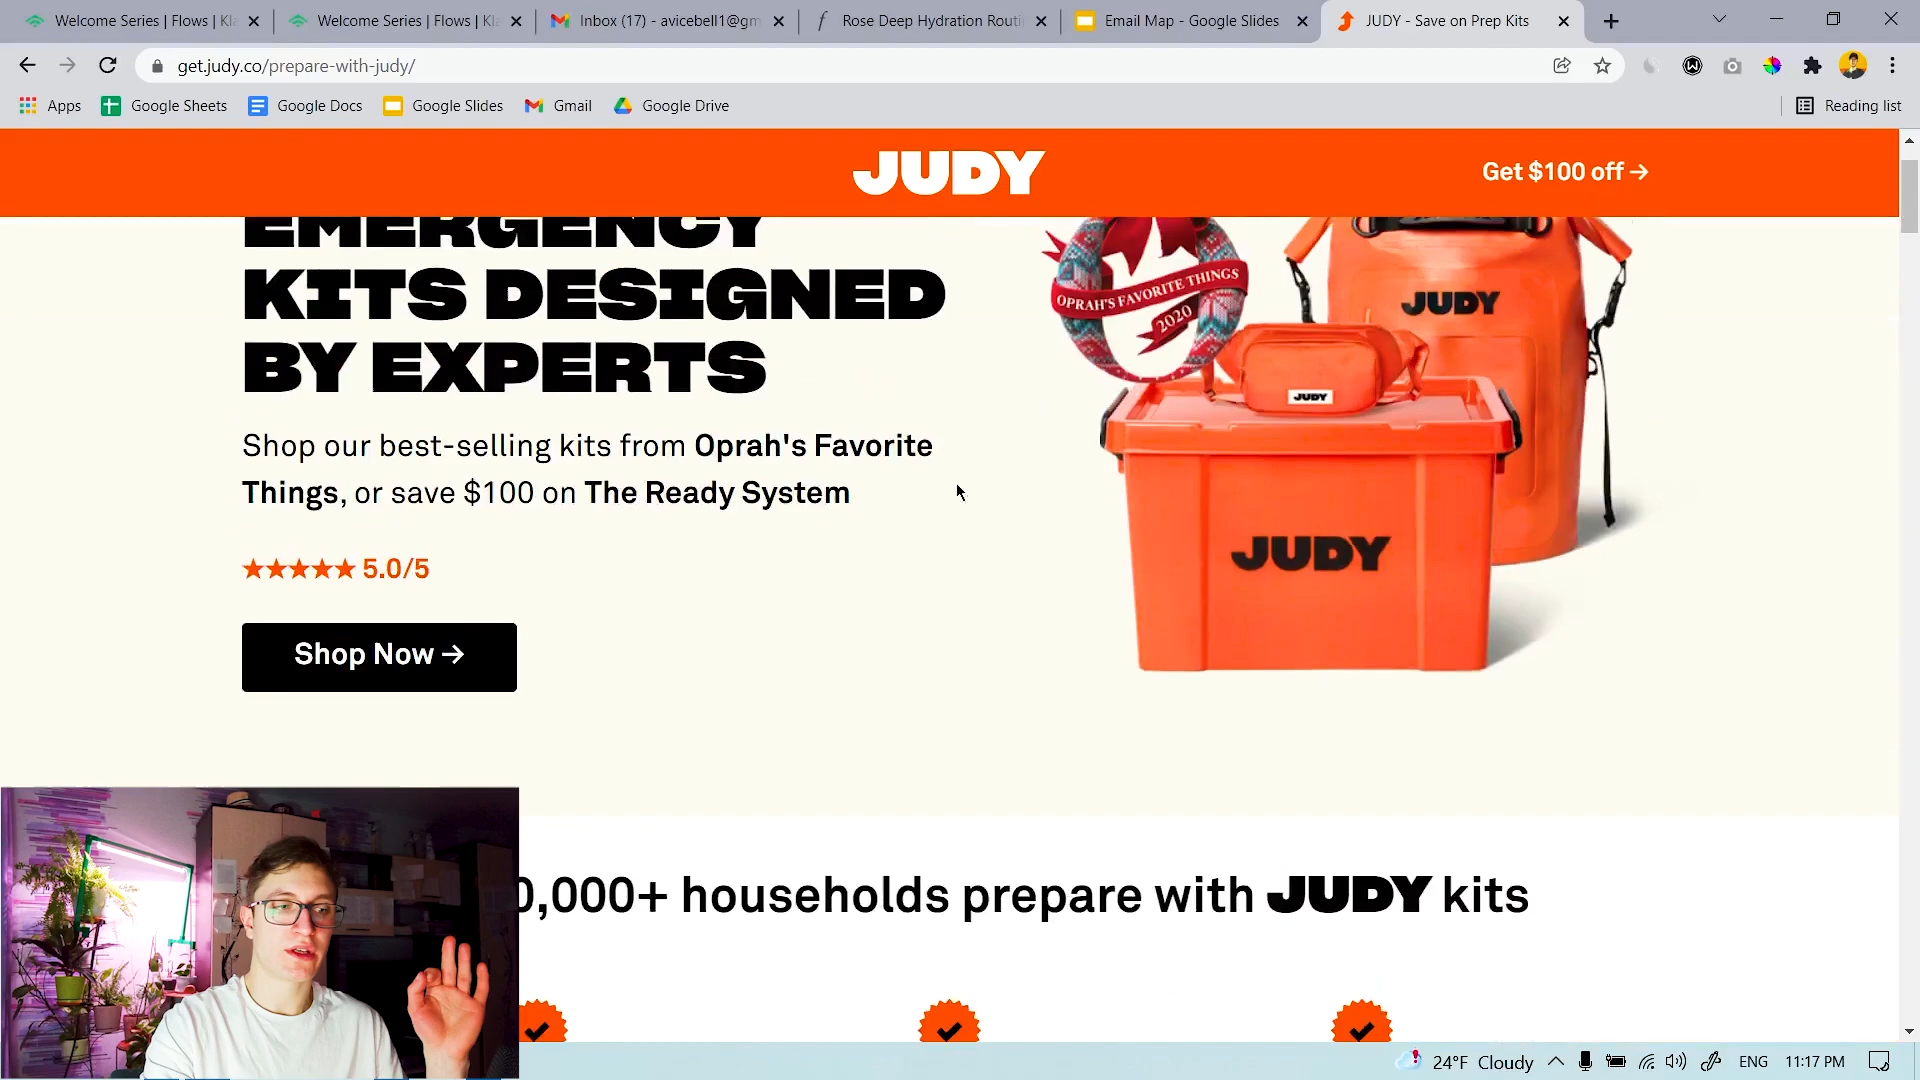 Welcome Series | Flows | Kla
Welcome Series | Flows | Kla
Inbox (17) - avicebell1@gm
Rose Deep Hydration Routi
Email Map - Google Slides
JUDY - Save on Prep Kits
get.judy.co/prepare-with-judy/
Apps
Google Sheets
Google Docs
Google Slides
Gmail
Google Drive
Reading list
JUDY
Get $100 off →
EMERGENCY
KITS DESIGNED
BY EXPERTS
Shop our best-selling kits from Oprah's Favorite
Things, or save $100 on The Ready System
★★★★★ 5.0/5
Shop Now →
OPRAH'S FAVORITE THINGS
2020
JUDY
JUDY
JUDY
0,000+ households prepare with JUDY kits
24°F Cloudy
ENG
11:17 PM